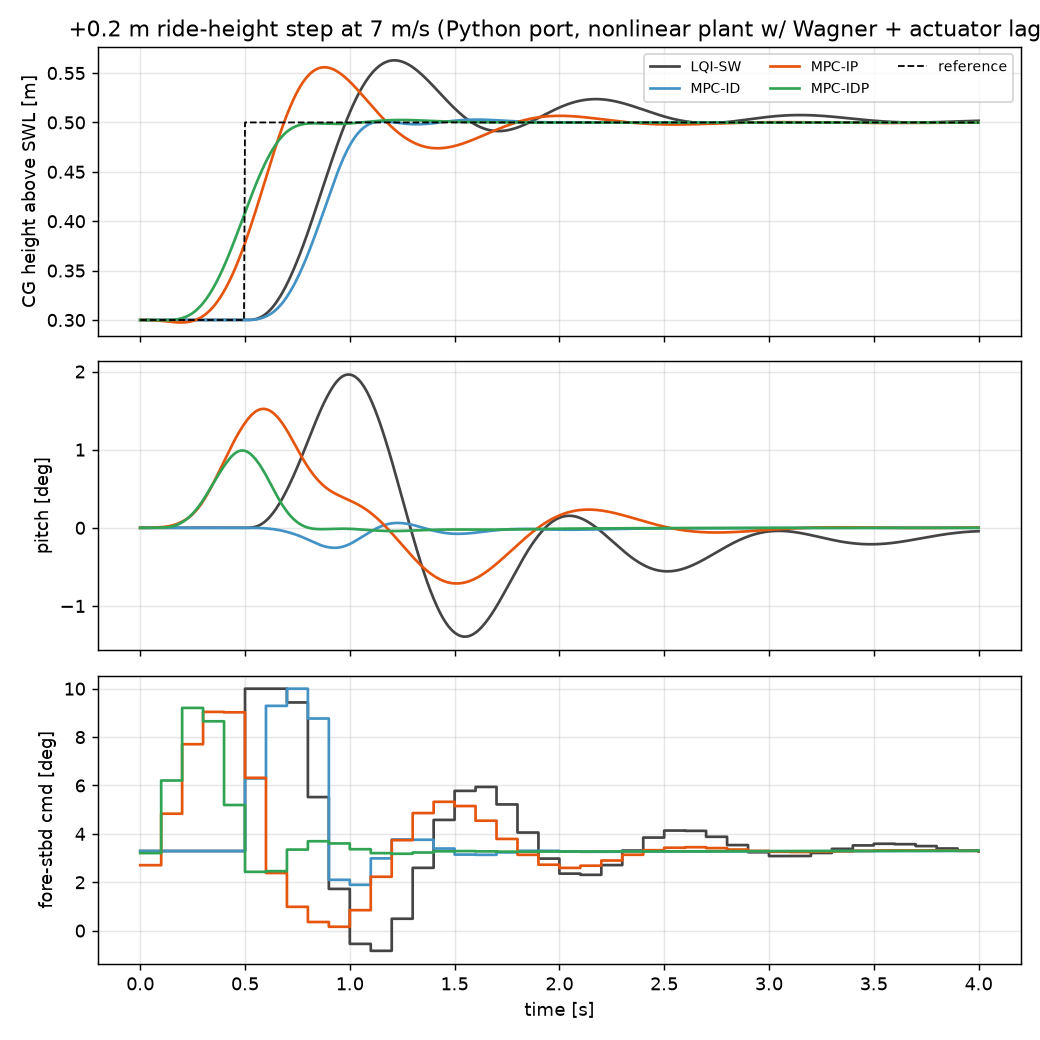 +0.2 m ride-height step at 7 m/s (Python port, nonlinear plant w/ Wagner + actuator lag
CG height above SWL [m]
0.55
0.50
0.45
0.40
0.35
0.30
LQI-SW
MPC-ID
MPC-IP
MPC-IDP
reference
pitch [deg]
2
1
0
−1
fore-stbd cmd [deg]
10
8
6
4
2
0
0.0 0.5 1.0 1.5 2.0 2.5 3.0 3.5 4.0
time [s]